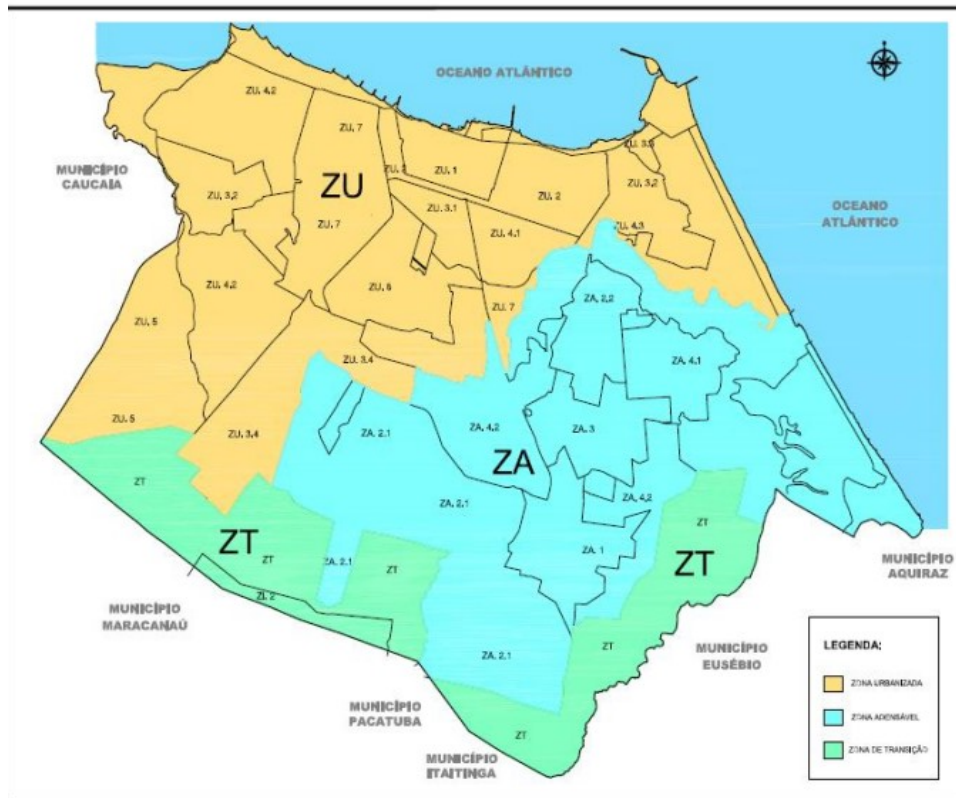 OCEANO ATLÂNTICO
ZU. 4.2
ZU. 7
ZU. 3.2
ZU. 1
ZU. 3.2
MUNICÍPIO
CAUCAIA
ZU
ZU. 2
ZU. 3.2
OCEANO
ATLÂNTICO
ZU. 3.1
ZU. 7
ZU. 4.1
ZU. 4.3
ZU. 4.2
ZU. 6
ZA. 2.2
ZU. 7
ZU. 5
ZU. 3.4
ZA. 4.1
ZU. 5
ZU. 3.4
ZA. 2.1
ZA. 4.2
ZA. 3
ZA
ZT
ZA. 2.1
ZA. 4.2
ZT
ZT
ZA. 1
ZT
ZT
ZA. 2.1
ZT
MUNICÍPIO
AQUIRAZ
MUNICÍPIO
MARACANAÚ
ZT
ZA. 2.1
MUNICÍPIO
EUSÉBIO
LEGENDA:
ZONA URBANIZADA
ZONA ADENSÁVEL
ZONA DE TRANSIÇÃO
MUNICÍPIO
PACATUBA
ZT
MUNICÍPIO
ITAITINGA